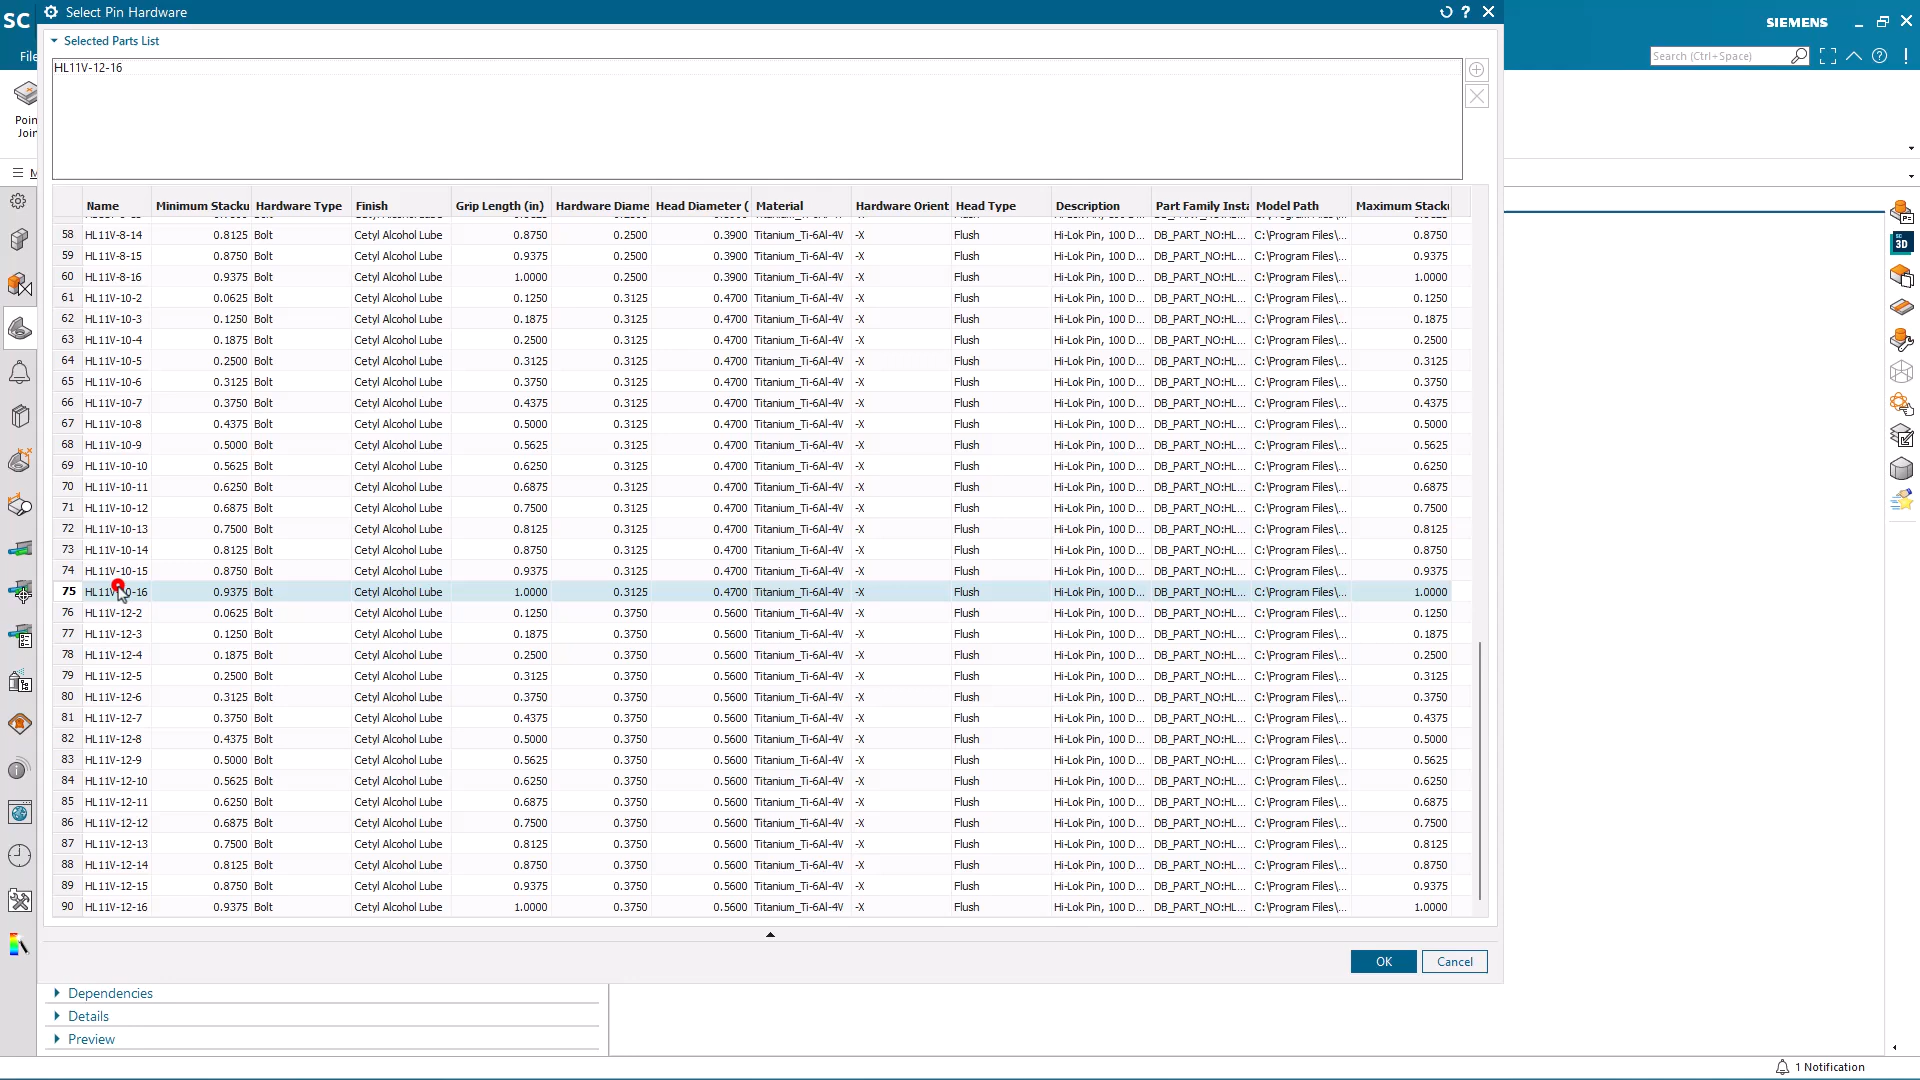 SC
Select Pin Hardware
SIEMENS
File
Search (Ctrl+Space)
Selected Parts List
HL11V-12-16
Name Minimum Stacku Hardware Type Finish Grip Length (in) Hardware Diame Head Diameter ( Material Hardware Orient Head Type Description Part Family Insta Model Path Maximum Stacku
58 HL11V-8-14 0.8125 Bolt Cetyl Alcohol Lube 0.8750 0.2500 0.3900 Titanium_Ti-6Al-4V -X Flush Hi-Lok Pin, 100 D... DB_PART_NO:HL... C:\Program Files\... 0.8750
59 HL11V-8-15 0.8750 Bolt Cetyl Alcohol Lube 0.9375 0.2500 0.3900 Titanium_Ti-6Al-4V -X Flush Hi-Lok Pin, 100 D... DB_PART_NO:HL... C:\Program Files\... 0.9375
60 HL11V-8-16 0.9375 Bolt Cetyl Alcohol Lube 1.0000 0.2500 0.3900 Titanium_Ti-6Al-4V -X Flush Hi-Lok Pin, 100 D... DB_PART_NO:HL... C:\Program Files\... 1.0000
61 HL11V-10-2 0.0625 Bolt Cetyl Alcohol Lube 0.1250 0.3125 0.4700 Titanium_Ti-6Al-4V -X Flush Hi-Lok Pin, 100 D... DB_PART_NO:HL... C:\Program Files\... 0.1250
62 HL11V-10-3 0.1250 Bolt Cetyl Alcohol Lube 0.1875 0.3125 0.4700 Titanium_Ti-6Al-4V -X Flush Hi-Lok Pin, 100 D... DB_PART_NO:HL... C:\Program Files\... 0.1875
63 HL11V-10-4 0.1875 Bolt Cetyl Alcohol Lube 0.2500 0.3125 0.4700 Titanium_Ti-6Al-4V -X Flush Hi-Lok Pin, 100 D... DB_PART_NO:HL... C:\Program Files\... 0.2500
64 HL11V-10-5 0.2500 Bolt Cetyl Alcohol Lube 0.3125 0.3125 0.4700 Titanium_Ti-6Al-4V -X Flush Hi-Lok Pin, 100 D... DB_PART_NO:HL... C:\Program Files\... 0.3125
65 HL11V-10-6 0.3125 Bolt Cetyl Alcohol Lube 0.3750 0.3125 0.4700 Titanium_Ti-6Al-4V -X Flush Hi-Lok Pin, 100 D... DB_PART_NO:HL... C:\Program Files\... 0.3750
66 HL11V-10-7 0.3750 Bolt Cetyl Alcohol Lube 0.4375 0.3125 0.4700 Titanium_Ti-6Al-4V -X Flush Hi-Lok Pin, 100 D... DB_PART_NO:HL... C:\Program Files\... 0.4375
67 HL11V-10-8 0.4375 Bolt Cetyl Alcohol Lube 0.5000 0.3125 0.4700 Titanium_Ti-6Al-4V -X Flush Hi-Lok Pin, 100 D... DB_PART_NO:HL... C:\Program Files\... 0.5000
68 HL11V-10-9 0.5000 Bolt Cetyl Alcohol Lube 0.5625 0.3125 0.4700 Titanium_Ti-6Al-4V -X Flush Hi-Lok Pin, 100 D... DB_PART_NO:HL... C:\Program Files\... 0.5625
69 HL11V-10-10 0.5625 Bolt Cetyl Alcohol Lube 0.6250 0.3125 0.4700 Titanium_Ti-6Al-4V -X Flush Hi-Lok Pin, 100 D... DB_PART_NO:HL... C:\Program Files\... 0.6250
70 HL11V-10-11 0.6250 Bolt Cetyl Alcohol Lube 0.6875 0.3125 0.4700 Titanium_Ti-6Al-4V -X Flush Hi-Lok Pin, 100 D... DB_PART_NO:HL... C:\Program Files\... 0.6875
71 HL11V-10-12 0.6875 Bolt Cetyl Alcohol Lube 0.7500 0.3125 0.4700 Titanium_Ti-6Al-4V -X Flush Hi-Lok Pin, 100 D... DB_PART_NO:HL... C:\Program Files\... 0.7500
72 HL11V-10-13 0.7500 Bolt Cetyl Alcohol Lube 0.8125 0.3125 0.4700 Titanium_Ti-6Al-4V -X Flush Hi-Lok Pin, 100 D... DB_PART_NO:HL... C:\Program Files\... 0.8125
73 HL11V-10-14 0.8125 Bolt Cetyl Alcohol Lube 0.8750 0.3125 0.4700 Titanium_Ti-6Al-4V -X Flush Hi-Lok Pin, 100 D... DB_PART_NO:HL... C:\Program Files\... 0.8750
74 HL11V-10-15 0.8750 Bolt Cetyl Alcohol Lube 0.9375 0.3125 0.4700 Titanium_Ti-6Al-4V -X Flush Hi-Lok Pin, 100 D... DB_PART_NO:HL... C:\Program Files\... 0.9375
75 HL11V-10-16 0.9375 Bolt Cetyl Alcohol Lube 1.0000 0.3125 0.4700 Titanium_Ti-6Al-4V -X Flush Hi-Lok Pin, 100 D... DB_PART_NO:HL... C:\Program Files\... 1.0000
76 HL11V-12-2 0.0625 Bolt Cetyl Alcohol Lube 0.1250 0.3750 0.5600 Titanium_Ti-6Al-4V -X Flush Hi-Lok Pin, 100 D... DB_PART_NO:HL... C:\Program Files\... 0.1250
77 HL11V-12-3 0.1250 Bolt Cetyl Alcohol Lube 0.1875 0.3750 0.5600 Titanium_Ti-6Al-4V -X Flush Hi-Lok Pin, 100 D... DB_PART_NO:HL... C:\Program Files\... 0.1875
78 HL11V-12-4 0.1875 Bolt Cetyl Alcohol Lube 0.2500 0.3750 0.5600 Titanium_Ti-6Al-4V -X Flush Hi-Lok Pin, 100 D... DB_PART_NO:HL... C:\Program Files\... 0.2500
79 HL11V-12-5 0.2500 Bolt Cetyl Alcohol Lube 0.3125 0.3750 0.5600 Titanium_Ti-6Al-4V -X Flush Hi-Lok Pin, 100 D... DB_PART_NO:HL... C:\Program Files\... 0.3125
80 HL11V-12-6 0.3125 Bolt Cetyl Alcohol Lube 0.3750 0.3750 0.5600 Titanium_Ti-6Al-4V -X Flush Hi-Lok Pin, 100 D... DB_PART_NO:HL... C:\Program Files\... 0.3750
81 HL11V-12-7 0.3750 Bolt Cetyl Alcohol Lube 0.4375 0.3750 0.5600 Titanium_Ti-6Al-4V -X Flush Hi-Lok Pin, 100 D... DB_PART_NO:HL... C:\Program Files\... 0.4375
82 HL11V-12-8 0.4375 Bolt Cetyl Alcohol Lube 0.5000 0.3750 0.5600 Titanium_Ti-6Al-4V -X Flush Hi-Lok Pin, 100 D... DB_PART_NO:HL... C:\Program Files\... 0.5000
83 HL11V-12-9 0.5000 Bolt Cetyl Alcohol Lube 0.5625 0.3750 0.5600 Titanium_Ti-6Al-4V -X Flush Hi-Lok Pin, 100 D... DB_PART_NO:HL... C:\Program Files\... 0.5625
84 HL11V-12-10 0.5625 Bolt Cetyl Alcohol Lube 0.6250 0.3750 0.5600 Titanium_Ti-6Al-4V -X Flush Hi-Lok Pin, 100 D... DB_PART_NO:HL... C:\Program Files\... 0.6250
85 HL11V-12-11 0.6250 Bolt Cetyl Alcohol Lube 0.6875 0.3750 0.5600 Titanium_Ti-6Al-4V -X Flush Hi-Lok Pin, 100 D... DB_PART_NO:HL... C:\Program Files\... 0.6875
86 HL11V-12-12 0.6875 Bolt Cetyl Alcohol Lube 0.7500 0.3750 0.5600 Titanium_Ti-6Al-4V -X Flush Hi-Lok Pin, 100 D... DB_PART_NO:HL... C:\Program Files\... 0.7500
87 HL11V-12-13 0.7500 Bolt Cetyl Alcohol Lube 0.8125 0.3750 0.5600 Titanium_Ti-6Al-4V -X Flush Hi-Lok Pin, 100 D... DB_PART_NO:HL... C:\Program Files\... 0.8125
88 HL11V-12-14 0.8125 Bolt Cetyl Alcohol Lube 0.8750 0.3750 0.5600 Titanium_Ti-6Al-4V -X Flush Hi-Lok Pin, 100 D... DB_PART_NO:HL... C:\Program Files\... 0.8750
89 HL11V-12-15 0.8750 Bolt Cetyl Alcohol Lube 0.9375 0.3750 0.5600 Titanium_Ti-6Al-4V -X Flush Hi-Lok Pin, 100 D... DB_PART_NO:HL... C:\Program Files\... 0.9375
90 HL11V-12-16 0.9375 Bolt Cetyl Alcohol Lube 1.0000 0.3750 0.5600 Titanium_Ti-6Al-4V -X Flush Hi-Lok Pin, 100 D... DB_PART_NO:HL... C:\Program Files\... 1.0000
OK Cancel
Dependencies
Details
Preview
Poin
Join
M
SC
3D
1 Notification